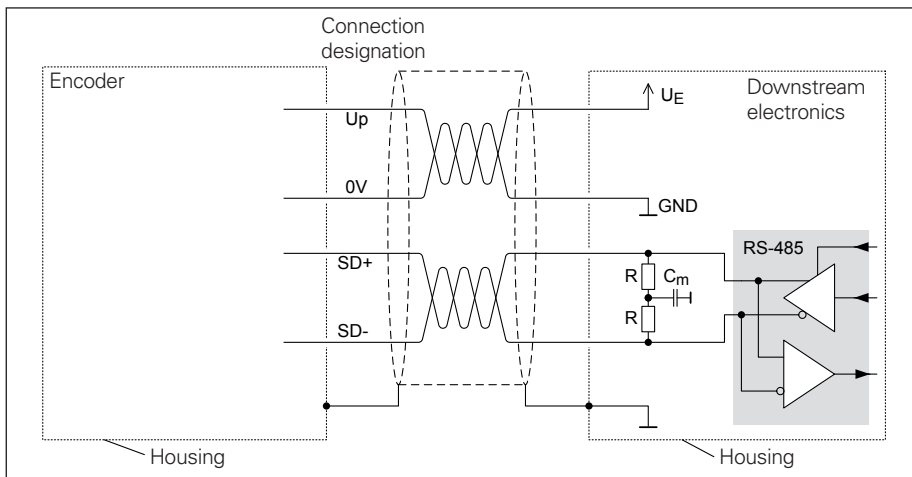 Connection
designation
Encoder
Downstream
electronics
Up
U_E
0V
GND
SD+
RS-485
R
C_m
R
SD-
Housing
Housing